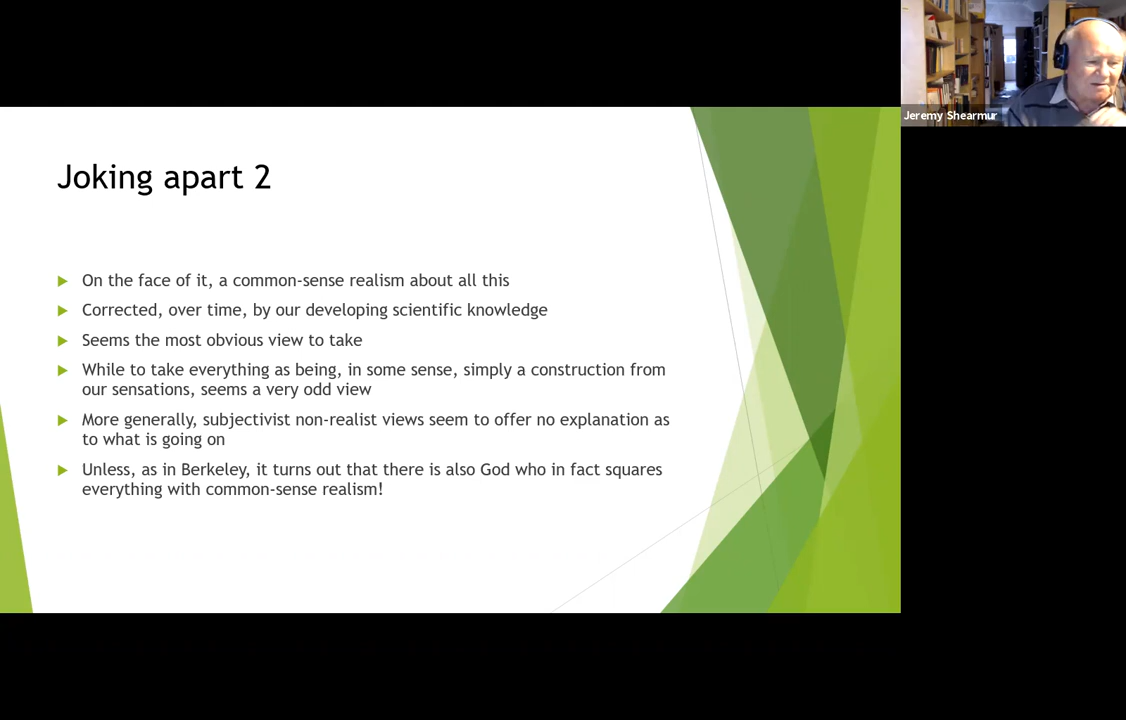 Jeremy Shearmur
Joking apart 2
On the face of it, a common-sense realism about all this
Corrected, over time, by our developing scientific knowledge
Seems the most obvious view to take
While to take everything as being, in some sense, simply a construction from
our sensations, seems a very odd view
More generally, subjectivist non-realist views seem to offer no explanation as
to what is going on
Unless, as in Berkeley, it turns out that there is also God who in fact squares
everything with common-sense realism!